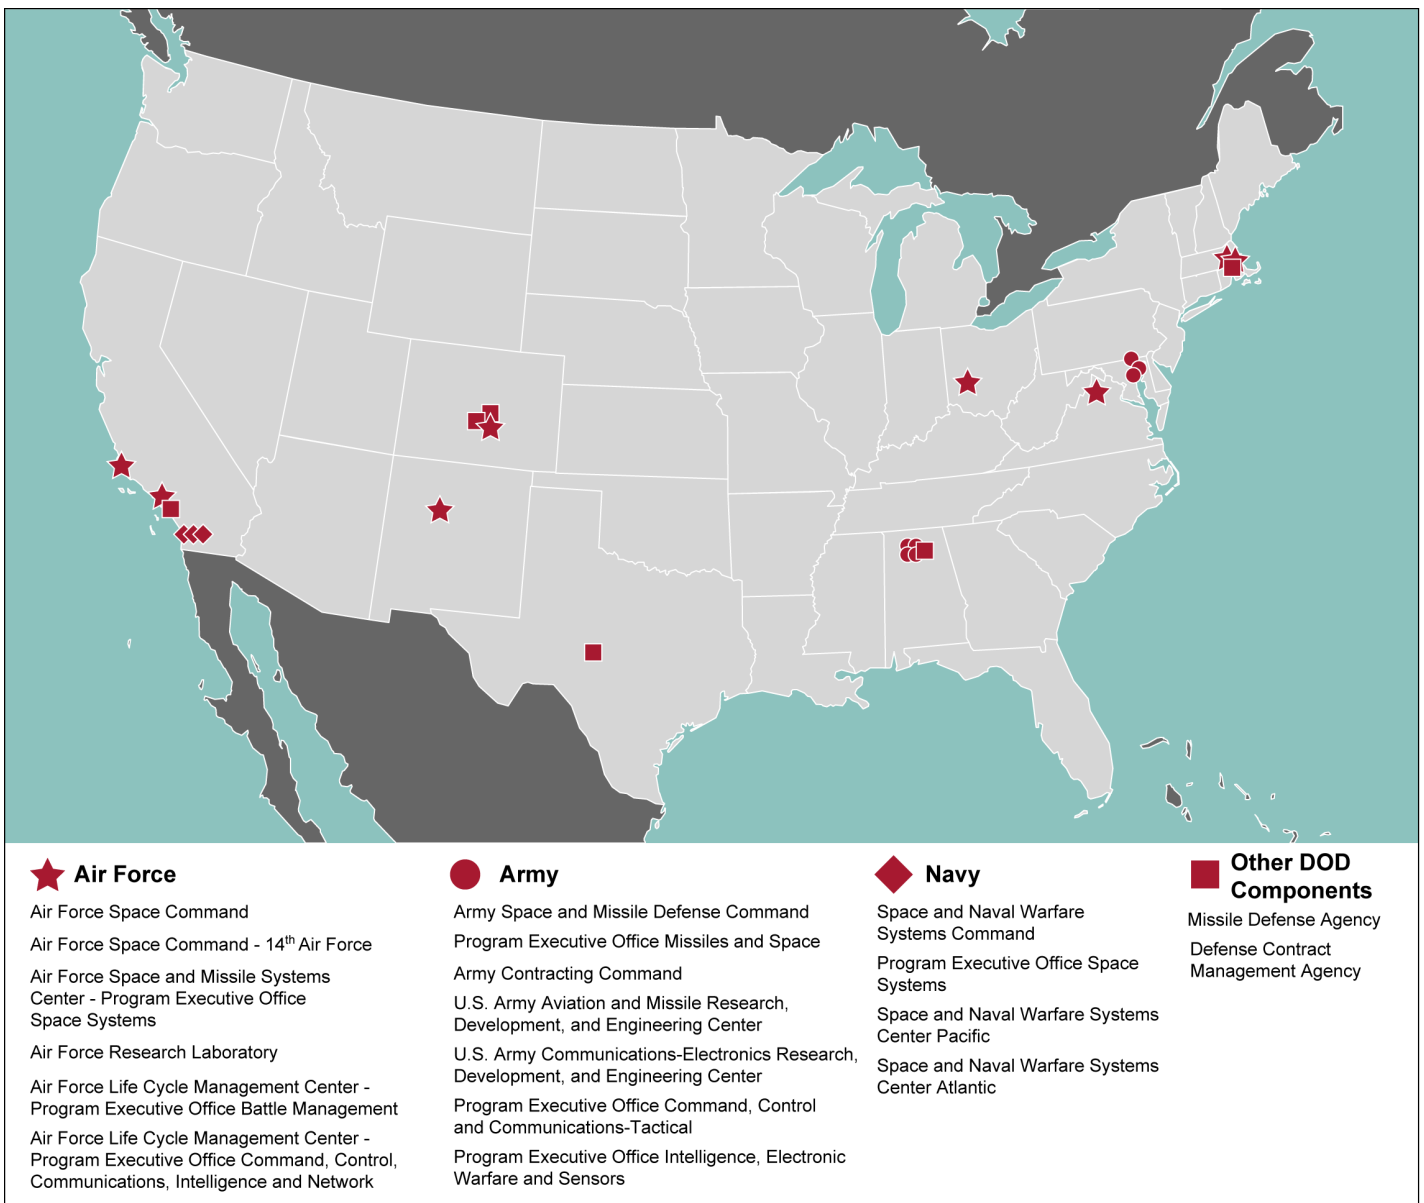 Air Force
Air Force Space Command
Air Force Space Command - 14th Air Force
Air Force Space and Missile Systems
Center - Program Executive Office
Space Systems
Air Force Research Laboratory
Air Force Life Cycle Management Center -
Program Executive Office Battle Management
Air Force Life Cycle Management Center -
Program Executive Office Command, Control,
Communications, Intelligence and Network
Army
Army Space and Missile Defense Command
Program Executive Office Missiles and Space
Army Contracting Command
U.S. Army Aviation and Missile Research,
Development, and Engineering Center
U.S. Army Communications-Electronics Research,
Development, and Engineering Center
Program Executive Office Command, Control
and Communications-Tactical
Program Executive Office Intelligence, Electronic
Warfare and Sensors
Navy
Space and Naval Warfare
Systems Command
Program Executive Office Space
Systems
Space and Naval Warfare Systems
Center Pacific
Space and Naval Warfare Systems
Center Atlantic
Other DOD
Components
Missile Defense Agency
Defense Contract
Management Agency